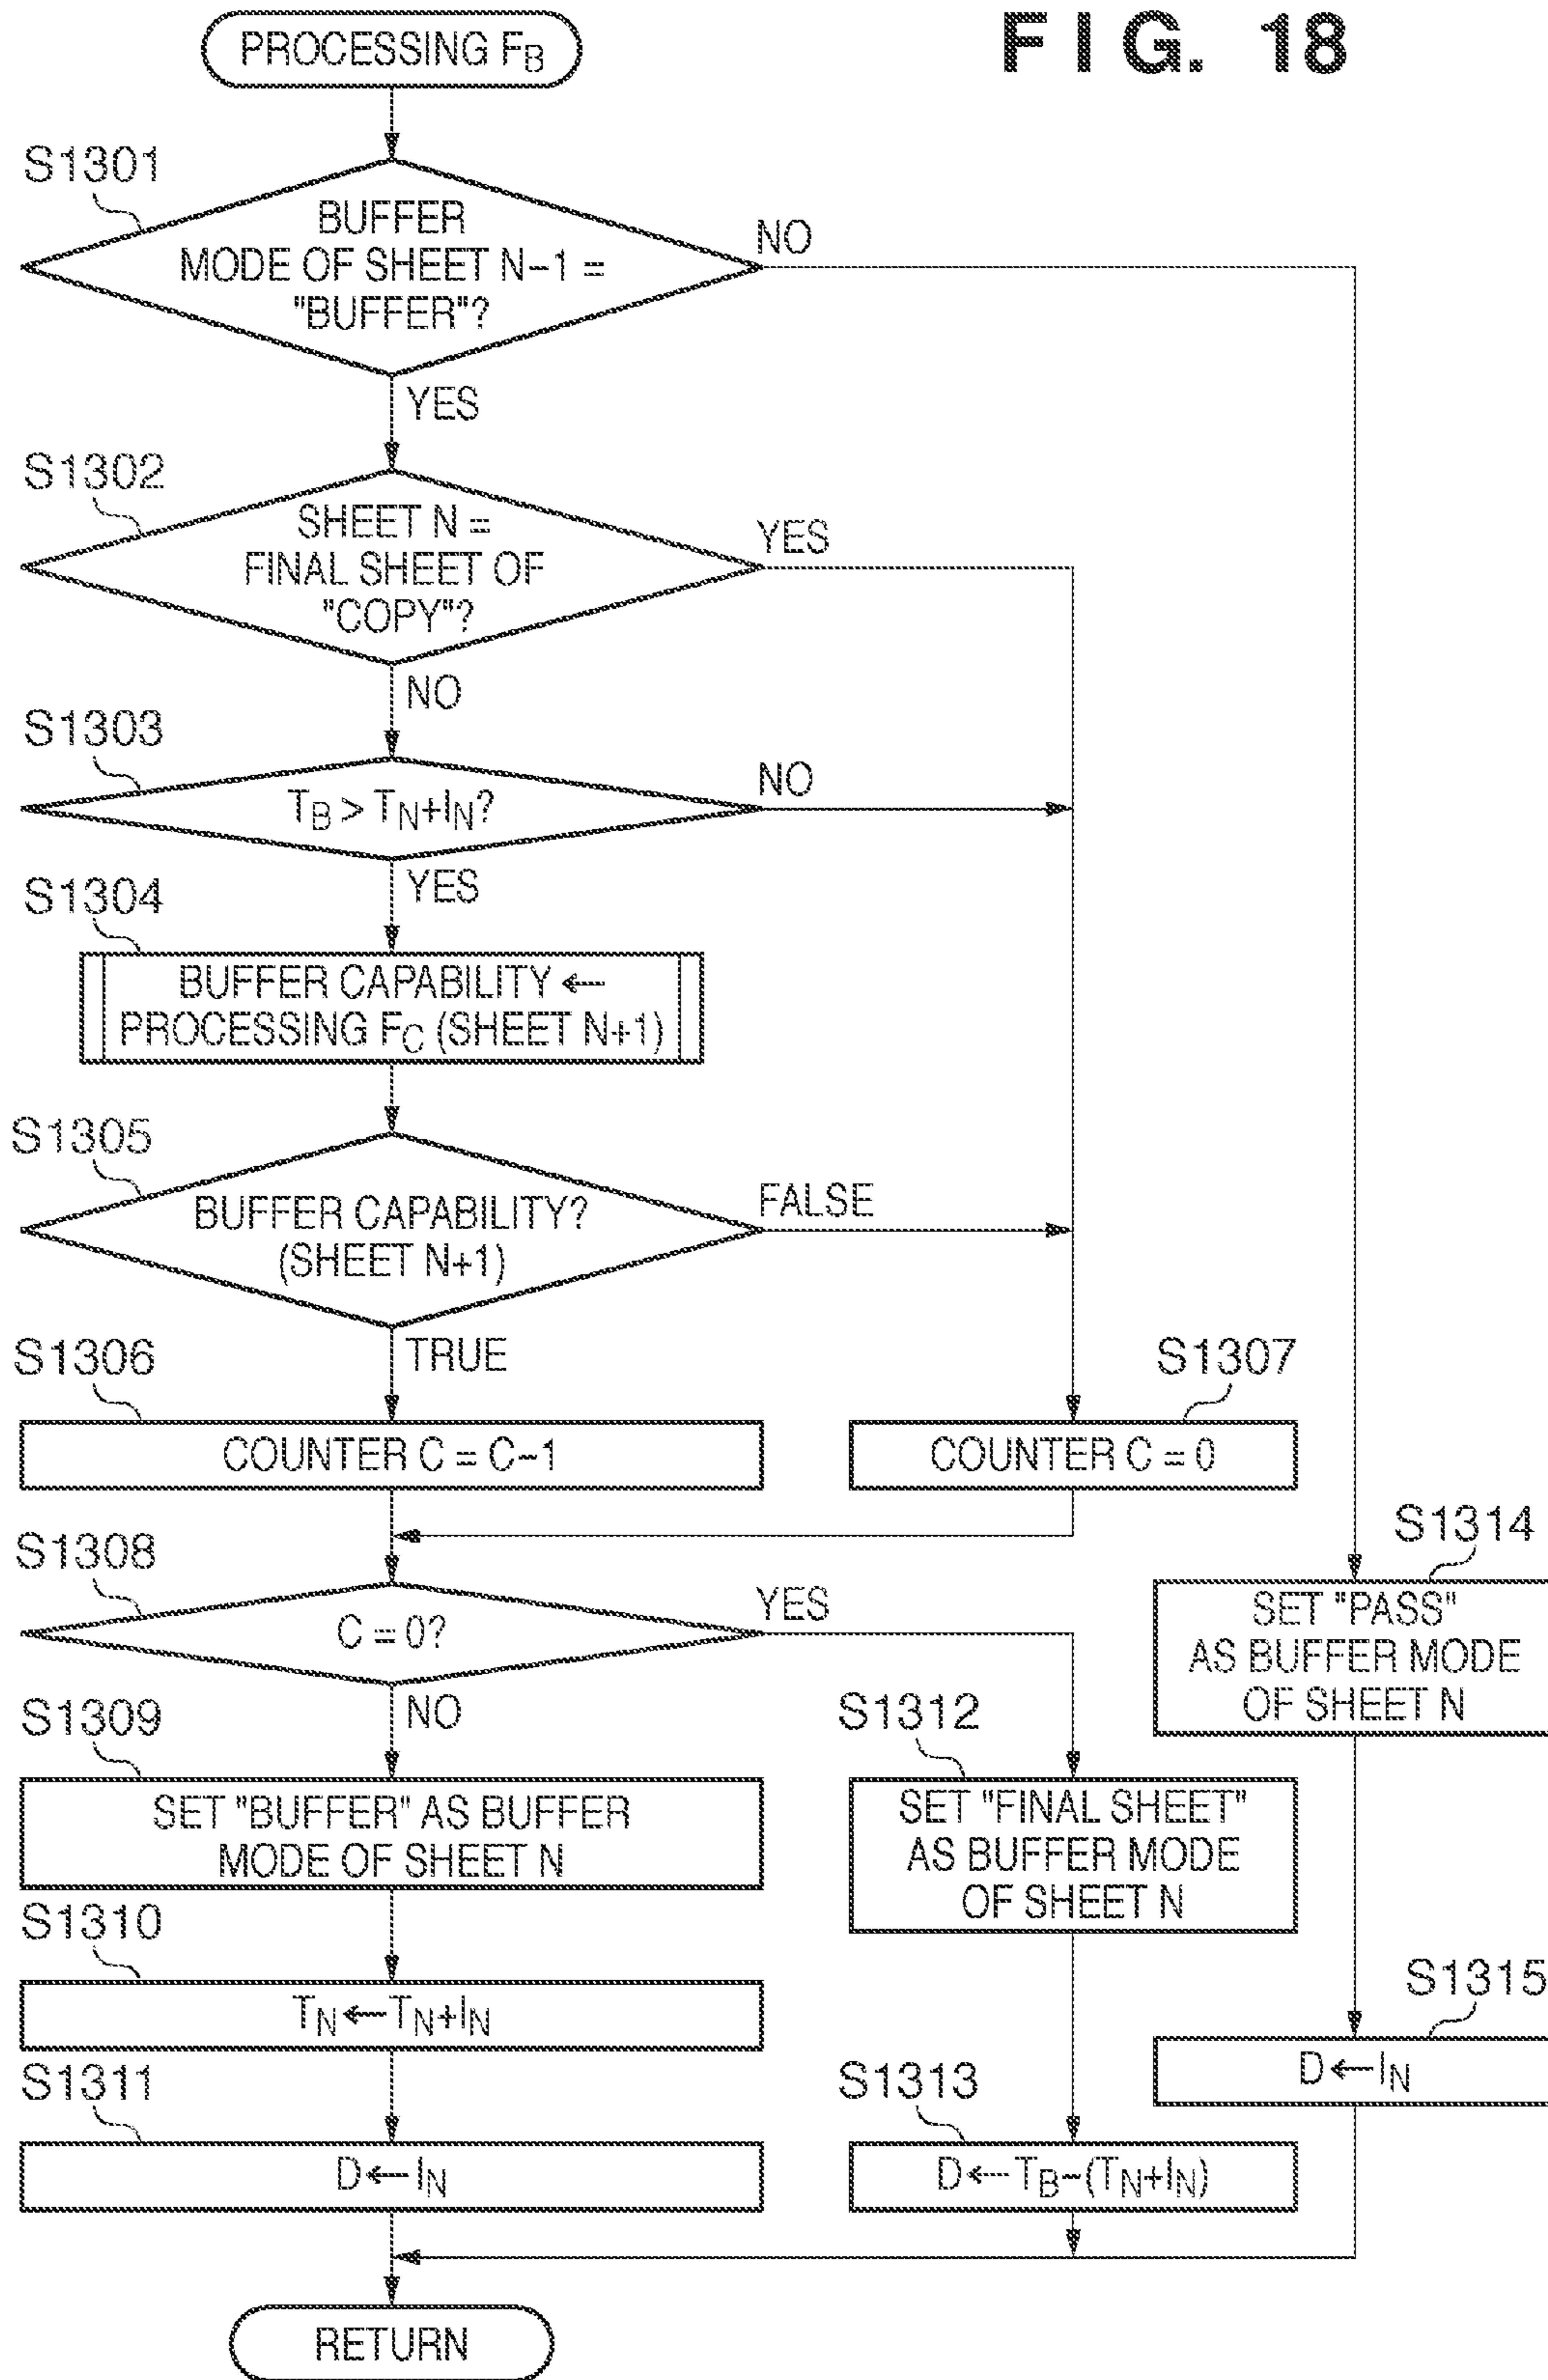 FIG. 18
PROCESSING FB
S1301
BUFFER
MODE OF SHEET N-1 =
"BUFFER"?
NO
YES
S1302
SHEET N =
FINAL SHEET OF
"COPY"?
YES
NO
S1303
TB > TN+IN?
NO
YES
S1304
BUFFER CAPABILITY ←
PROCESSING FC (SHEET N+1)
S1305
BUFFER CAPABILITY?
(SHEET N+1)
FALSE
TRUE
S1306
COUNTER C = C-1
S1307
COUNTER C = 0
S1308
C = 0?
YES
NO
S1309
SET "BUFFER" AS BUFFER
MODE OF SHEET N
S1310
TN ← TN+IN
S1311
D ← IN
S1312
SET "FINAL SHEET"
AS BUFFER MODE
OF SHEET N
S1313
D ← TB-(TN+IN)
S1314
SET "PASS"
AS BUFFER MODE
OF SHEET N
S1315
D ← IN
RETURN